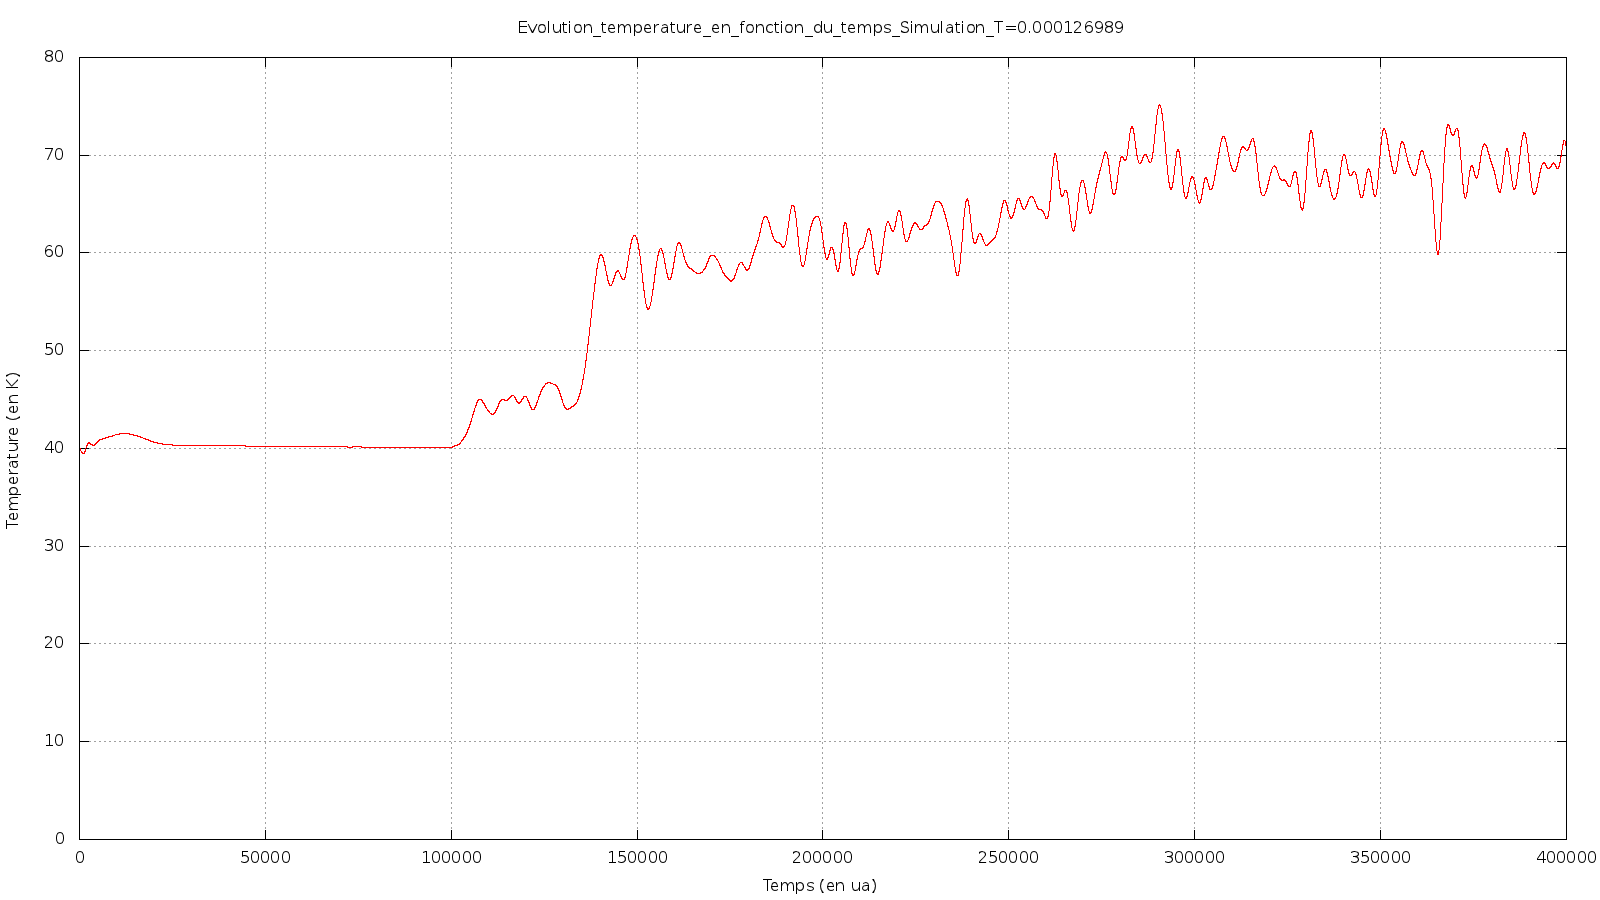 Evolution_temperature_en_fonction_du_temps_Simulation_T=0.000126989
80
70
60
50
40
30
20
10
0
Temperature (en K)
0 50000 100000 150000 200000 250000 300000 350000 400000
Temps (en ua)